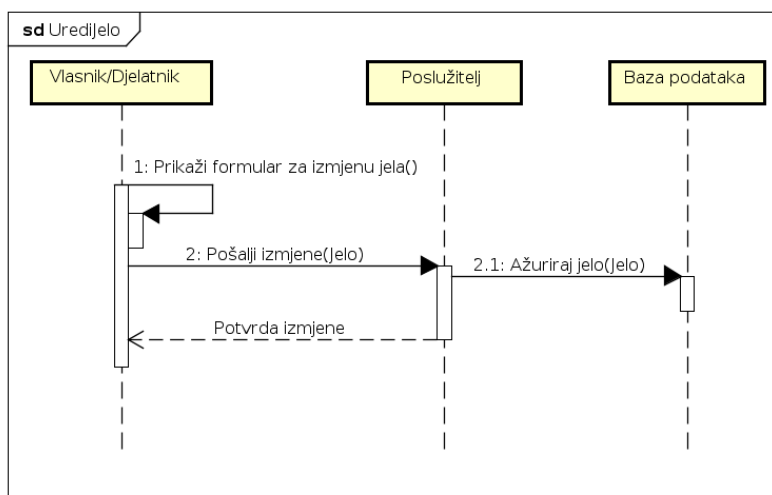 sd UrediJelo
Vlasnik/Djelatnik
Poslužitelj
Baza podataka
1: Prikaži formular za izmjenu jela()
2: Pošalji izmjene(Jelo)
2.1: Ažuriraj jelo(Jelo)
Potvrda izmjene